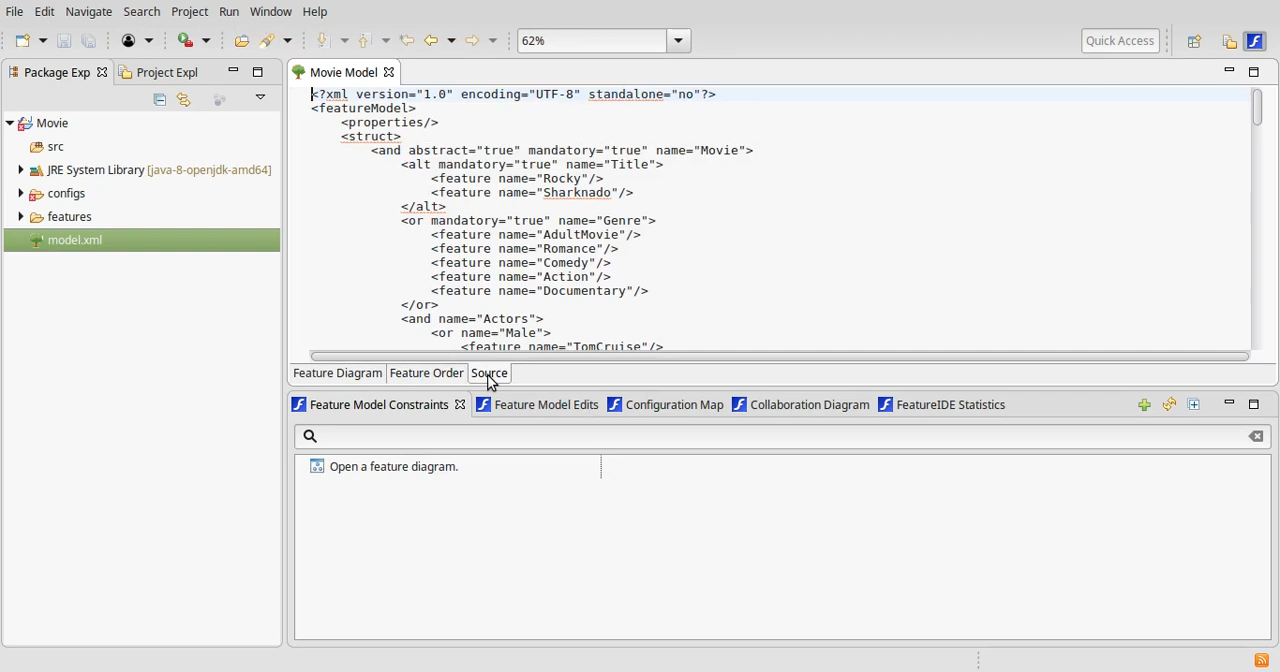 File Edit Navigate Search Project Run Window Help
62%
Quick Access
Package Exp
Project Expl
Movie
src
JRE System Library [java-8-openjdk-amd64]
configs
features
model.xml
Movie Model
<?xml version="1.0" encoding="UTF-8" standalone="no"?>
<featureModel>
<properties/>
<struct>
<and abstract="true" mandatory="true" name="Movie">
<alt mandatory="true" name="Title">
<feature name="Rocky"/>
<feature name="Sharknado"/>
</alt>
<or mandatory="true" name="Genre">
<feature name="AdultMovie"/>
<feature name="Romance"/>
<feature name="Comedy"/>
<feature name="Action"/>
<feature name="Documentary"/>
</or>
<and name="Actors">
<or name="Male">
<feature name="TomCruise"/>
Feature Diagram Feature Order Source
Feature Model Constraints Feature Model Edits Configuration Map Collaboration Diagram FeatureIDE Statistics
Open a feature diagram.